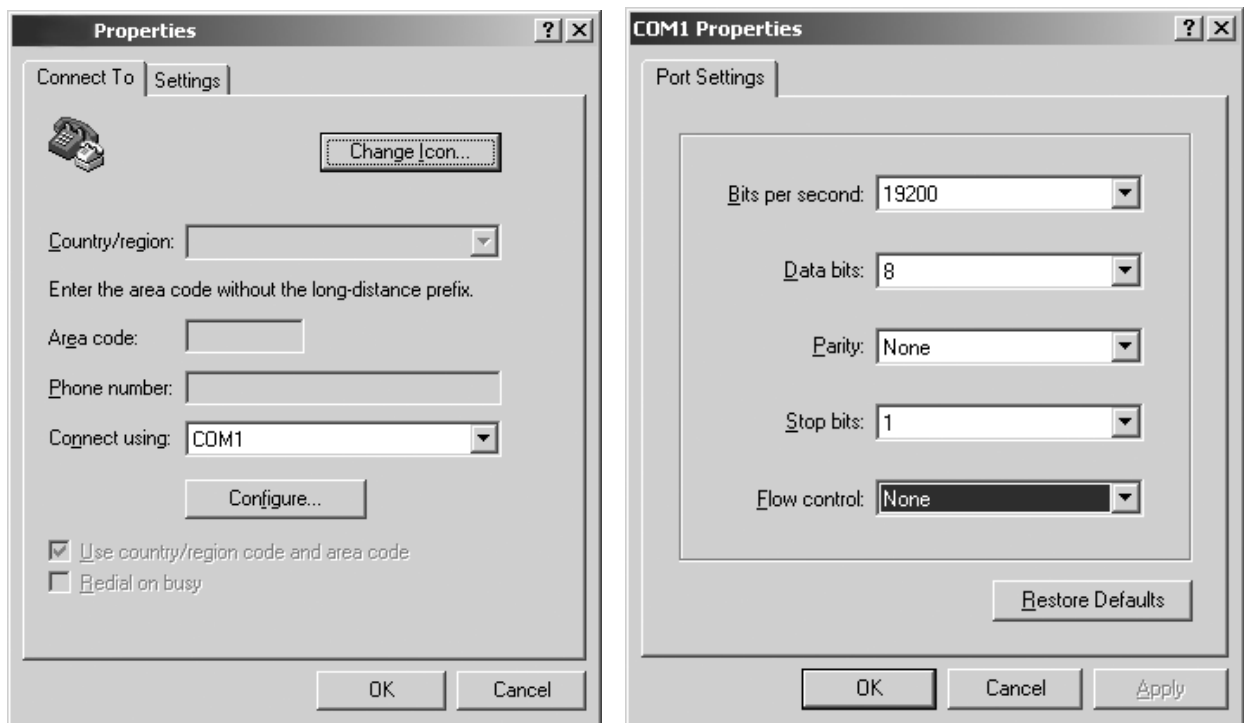 Properties
Connect To
Settings
Change Icon...
Country/region:
Enter the area code without the long-distance prefix.
Area code:
Phone number:
Connect using: COM1
Configure...
Use country/region code and area code
Redial on busy
OK Cancel
COM1 Properties
Port Settings
Bits per second: 19200
Data bits: 8
Parity: None
Stop bits: 1
Flow control: None
Restore Defaults
OK Cancel Apply